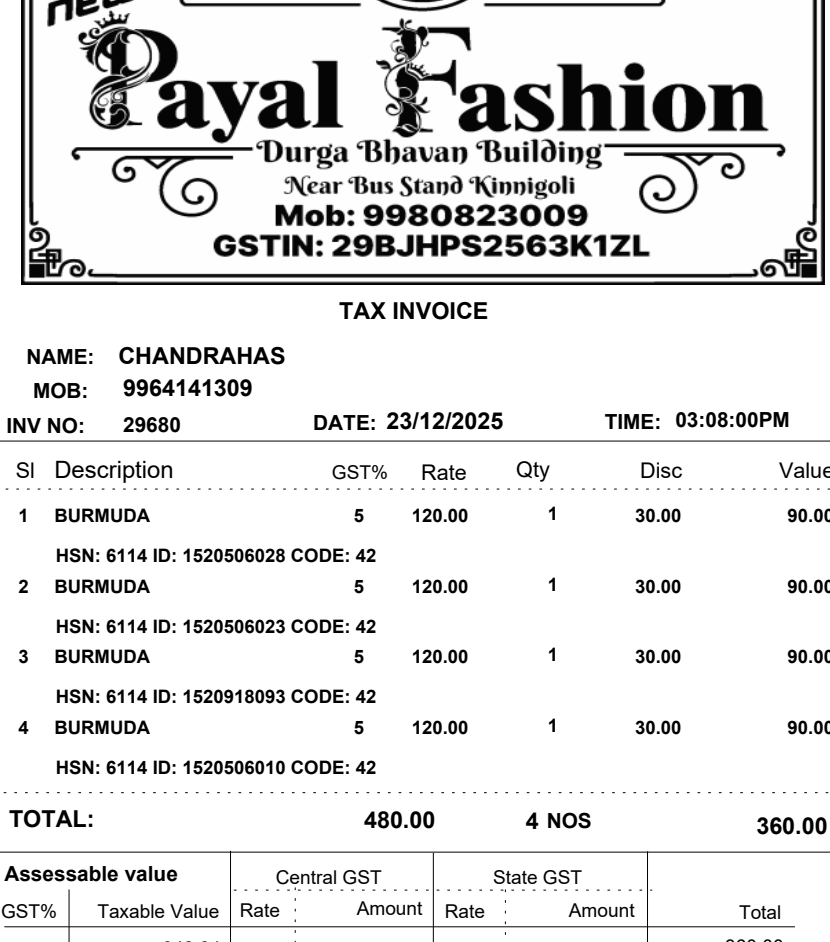 new
Payal Fashion
Durga Bhavan Building
Near Bus Stand Kinnigoli
Mob: 9980823009
GSTIN: 29BJHPS2563K1ZL
TAX INVOICE
NAME: CHANDRAHAS
MOB: 9964141309
INV NO: 29680 DATE: 23/12/2025 TIME: 03:08:00PM
Sl Description GST% Rate Qty Disc Value
1 BURMUDA 5 120.00 1 30.00 90.00
HSN: 6114 ID: 1520506028 CODE: 42
2 BURMUDA 5 120.00 1 30.00 90.00
HSN: 6114 ID: 1520506023 CODE: 42
3 BURMUDA 5 120.00 1 30.00 90.00
HSN: 6114 ID: 1520918093 CODE: 42
4 BURMUDA 5 120.00 1 30.00 90.00
HSN: 6114 ID: 1520506010 CODE: 42
TOTAL: 480.00 4 NOS 360.00
Assessable value Central GST State GST
GST% Taxable Value Rate Amount Rate Amount Total